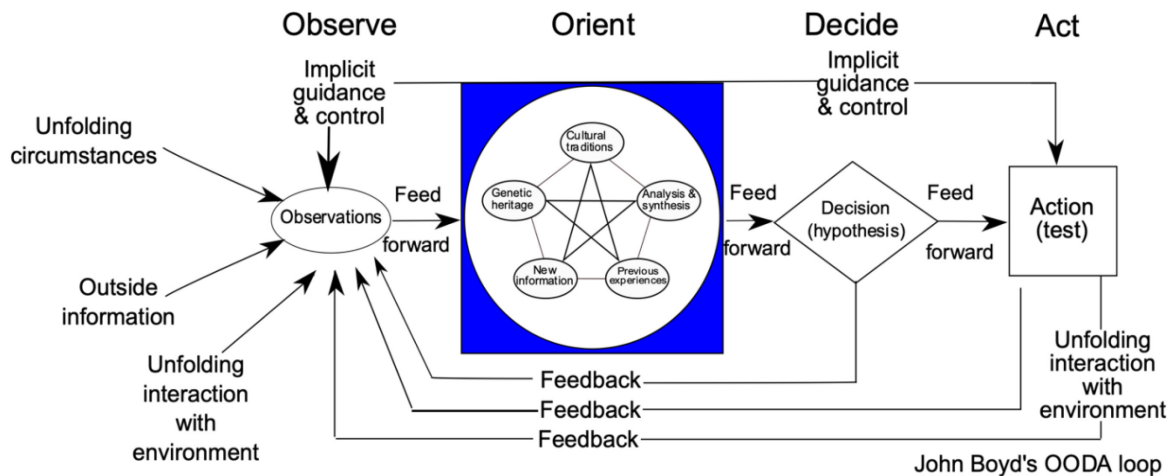 Observe
Orient
Decide
Act
Implicit
guidance
& control
Implicit
guidance
& control
Unfolding
circumstances
Observations
Feed
forward
Cultural
traditions
Genetic
heritage
Analysis &
synthesis
New
information
Previous
experiences
Feed
forward
Decision
(hypothesis)
Feed
forward
Action
(test)
Outside
information
Unfolding
interaction
with
environment
Unfolding
interaction
with
environment
Feedback
Feedback
Feedback
John Boyd's OODA loop